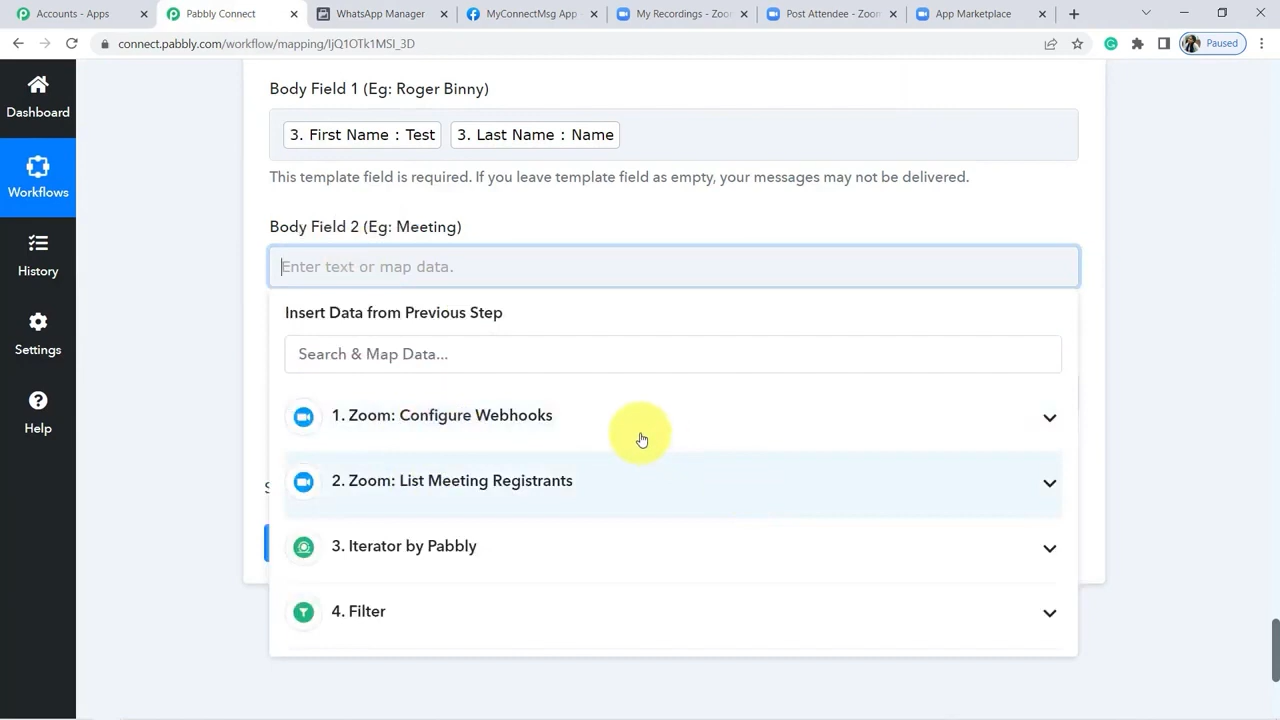 Accounts - Apps
Pabbly Connect
WhatsApp Manager
MyConnectMsg App -
My Recordings - Zoo
Post Attendee - Zoom
App Marketplace
connect.pabbly.com/workflow/mapping/IjQ1OTk1MSI_3D
Paused
Dashboard
Workflows
History
Settings
Help
Body Field 1 (Eg: Roger Binny)
3. First Name : Test 3. Last Name : Name
This template field is required. If you leave template field as empty, your messages may not be delivered.
Body Field 2 (Eg: Meeting)
Enter text or map data.
Insert Data from Previous Step
Search & Map Data...
1. Zoom: Configure Webhooks
2. Zoom: List Meeting Registrants
3. Iterator by Pabbly
4. Filter